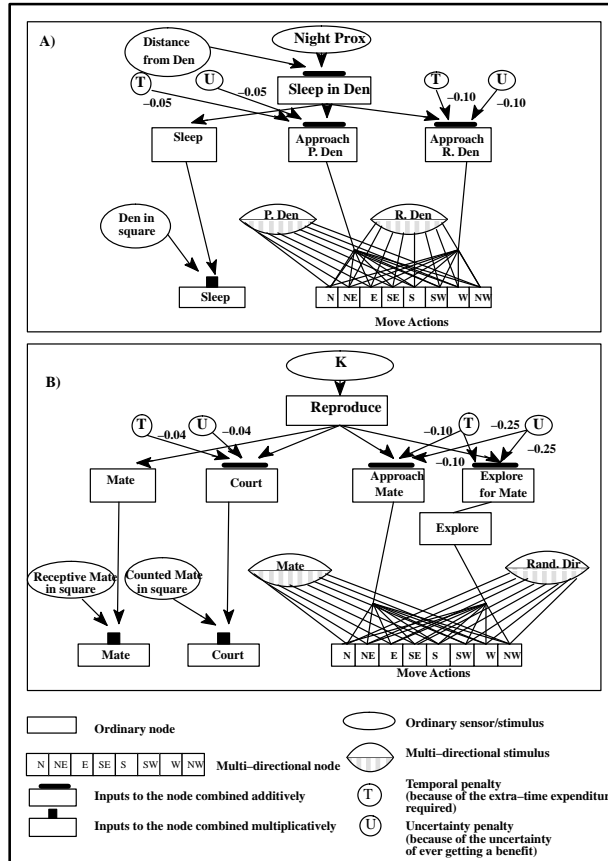 A)
Night Prox
Distance
from Den
T
U
−0.05
−0.05
Sleep in Den
T
U
−0.10
−0.10
Sleep
Approach
P. Den
Approach
R. Den
P. Den
R. Den
Den in
square
Sleep
N NE E SE S SW W NW
Move Actions
B)
K
Reproduce
T
U
−0.04
−0.04
T
U
−0.10
−0.25
−0.10
−0.25
Mate
Court
Approach
Mate
Explore
for Mate
Explore
Mate
Rand. Dir
Receptive Mate
in square
Counted Mate
in square
Mate
Court
N NE E SE S SW W NW
Move Actions
Ordinary node
Ordinary sensor/stimulus
N NE E SE S SW W NW
Multi−directional node
Multi−directional stimulus
Inputs to the node combined additively
T
Temporal penalty
(because of the extra−time expenditur
required)
Inputs to the node combined multiplicatively
U
Uncertainty penalty
(because of the uncertainty
of ever getting a benefit)